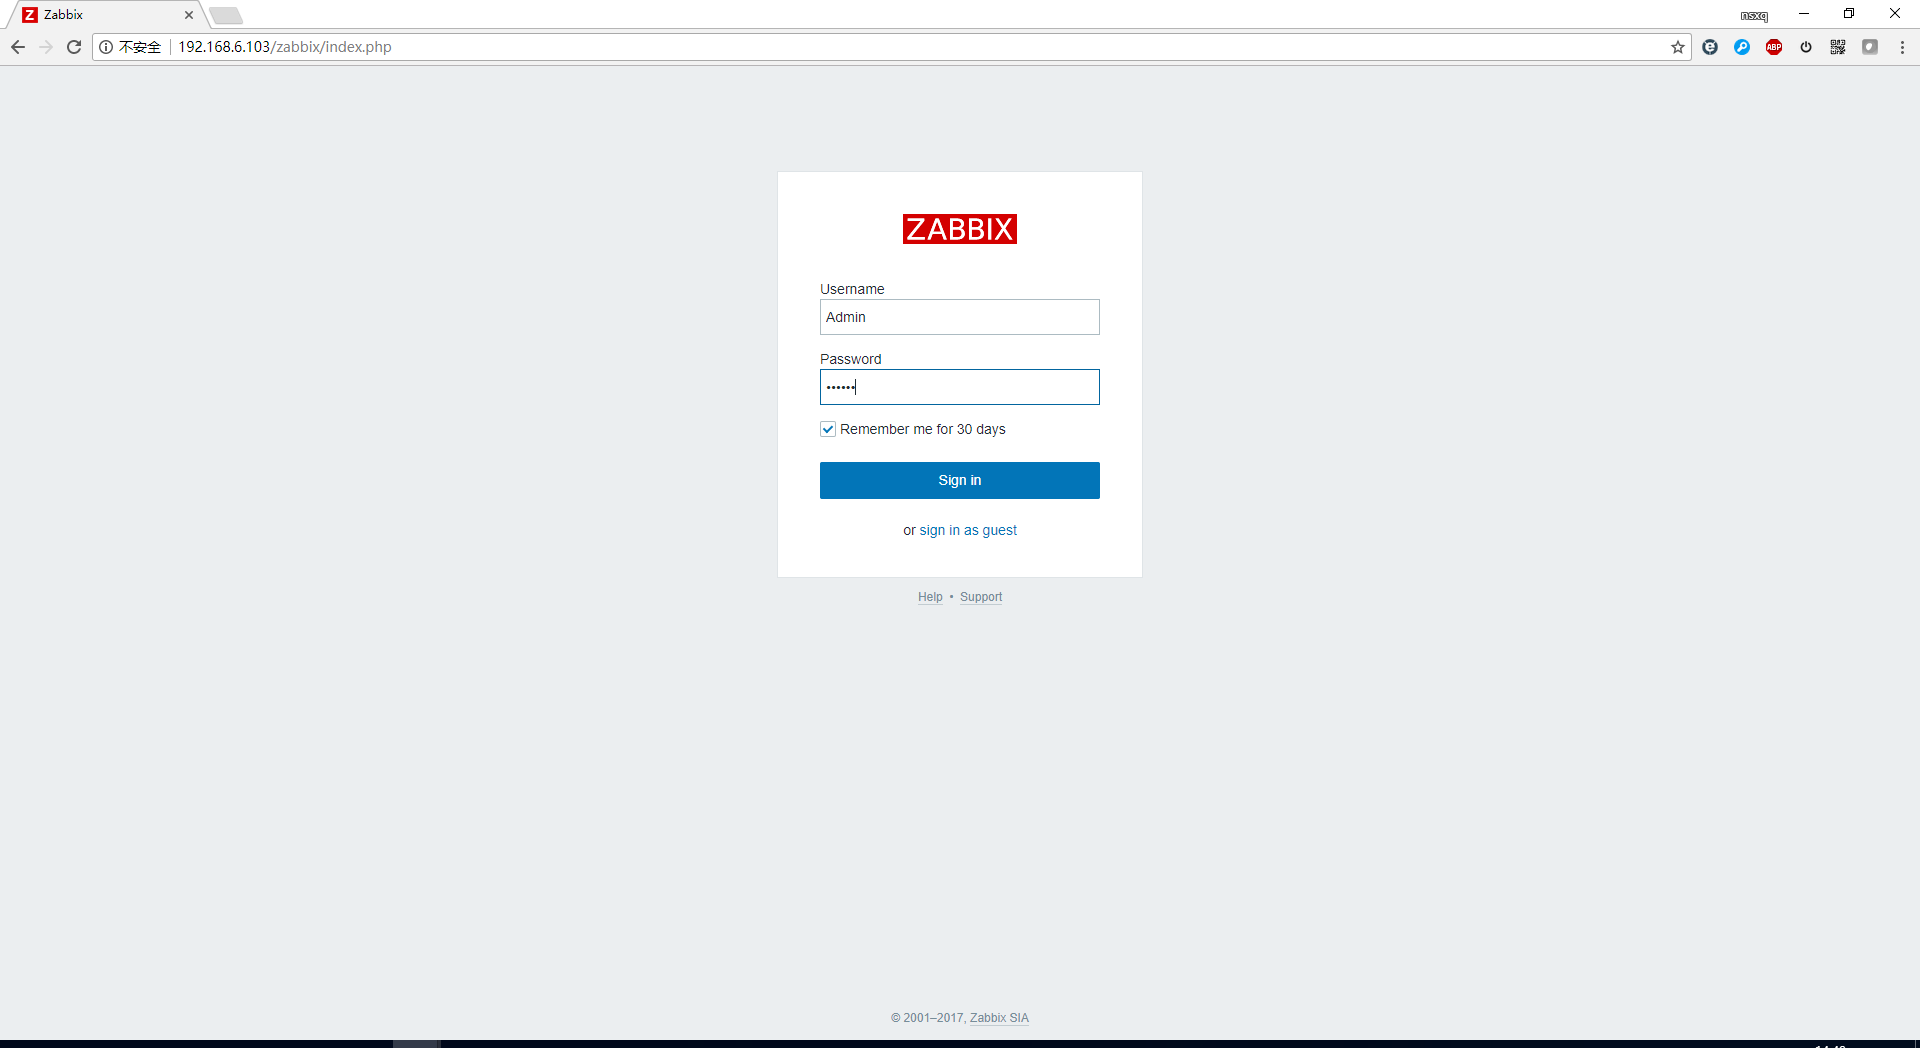 Zabbix
nsxq
不安全 192.168.6.103/zabbix/index.php
ABP
ZABBIX
Username
Admin
Password
••••••
Remember me for 30 days
Sign in
or sign in as guest
Help • Support
© 2001–2017, Zabbix SIA